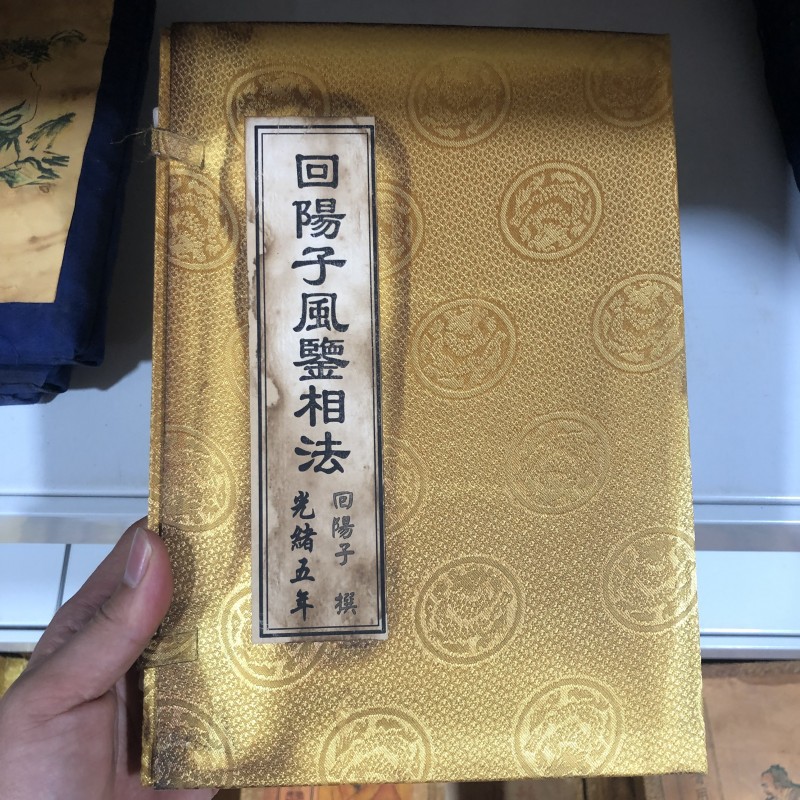 回陽子風鑒相法
回陽子 撰
光緒五年